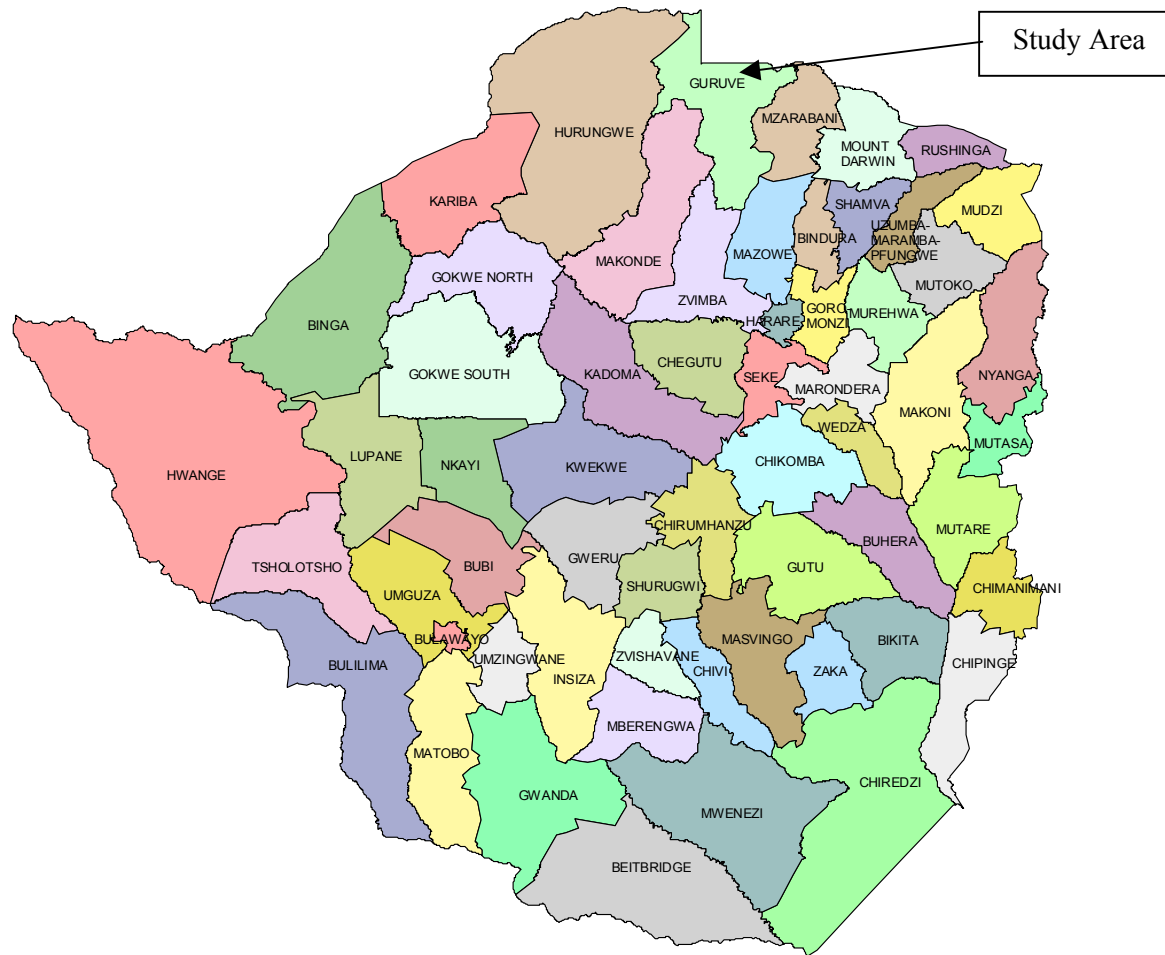 Study Area
GURUVE
MZARABANI
HURUNGWE
MOUNT
DARWIN
RUSHINGA
KARIBA
SHAMVA
MUDZI
UZUMBA-
MARAMBA-
PFUNGWE
BINDURA
MAZOWE
MAKONDE
GOKWE NORTH
MUTOKO
ZVIMBA
GORO
MONZI
MUREHWA
HARARE
BINGA
CHEGUTU
GOKWE SOUTH
KADOMA
SEKE
NYANGA
MARONDERA
MAKONI
WEDZA
MUTASA
LUPANE
NKAYI
KWEKWE
CHIKOMBA
HWANGE
CHIRUMHANZU
MUTARE
BUHERA
TSHOLOTSHO
BUBI
GWERU
GUTU
SHURUGWI
CHIMANIMANI
UMGUZA
BULAWAYO
MASVINGO
BIKITA
UMZINGWANE
ZVISHAVANE
BULILIMA
CHIVI
ZAKA
CHIPINGE
INSIZA
MBERENGWA
MATOBO
CHIREDZI
GWANDA
MWENEZI
BEITBRIDGE